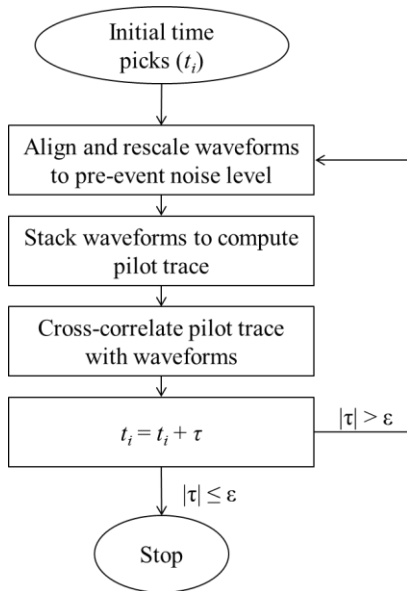 Initial time
picks (tᵢ)
Align and rescale waveforms
to pre-event noise level
Stack waveforms to compute
pilot trace
Cross-correlate pilot trace
with waveforms
tᵢ = tᵢ + τ
|τ| > ε
|τ| ≤ ε
Stop